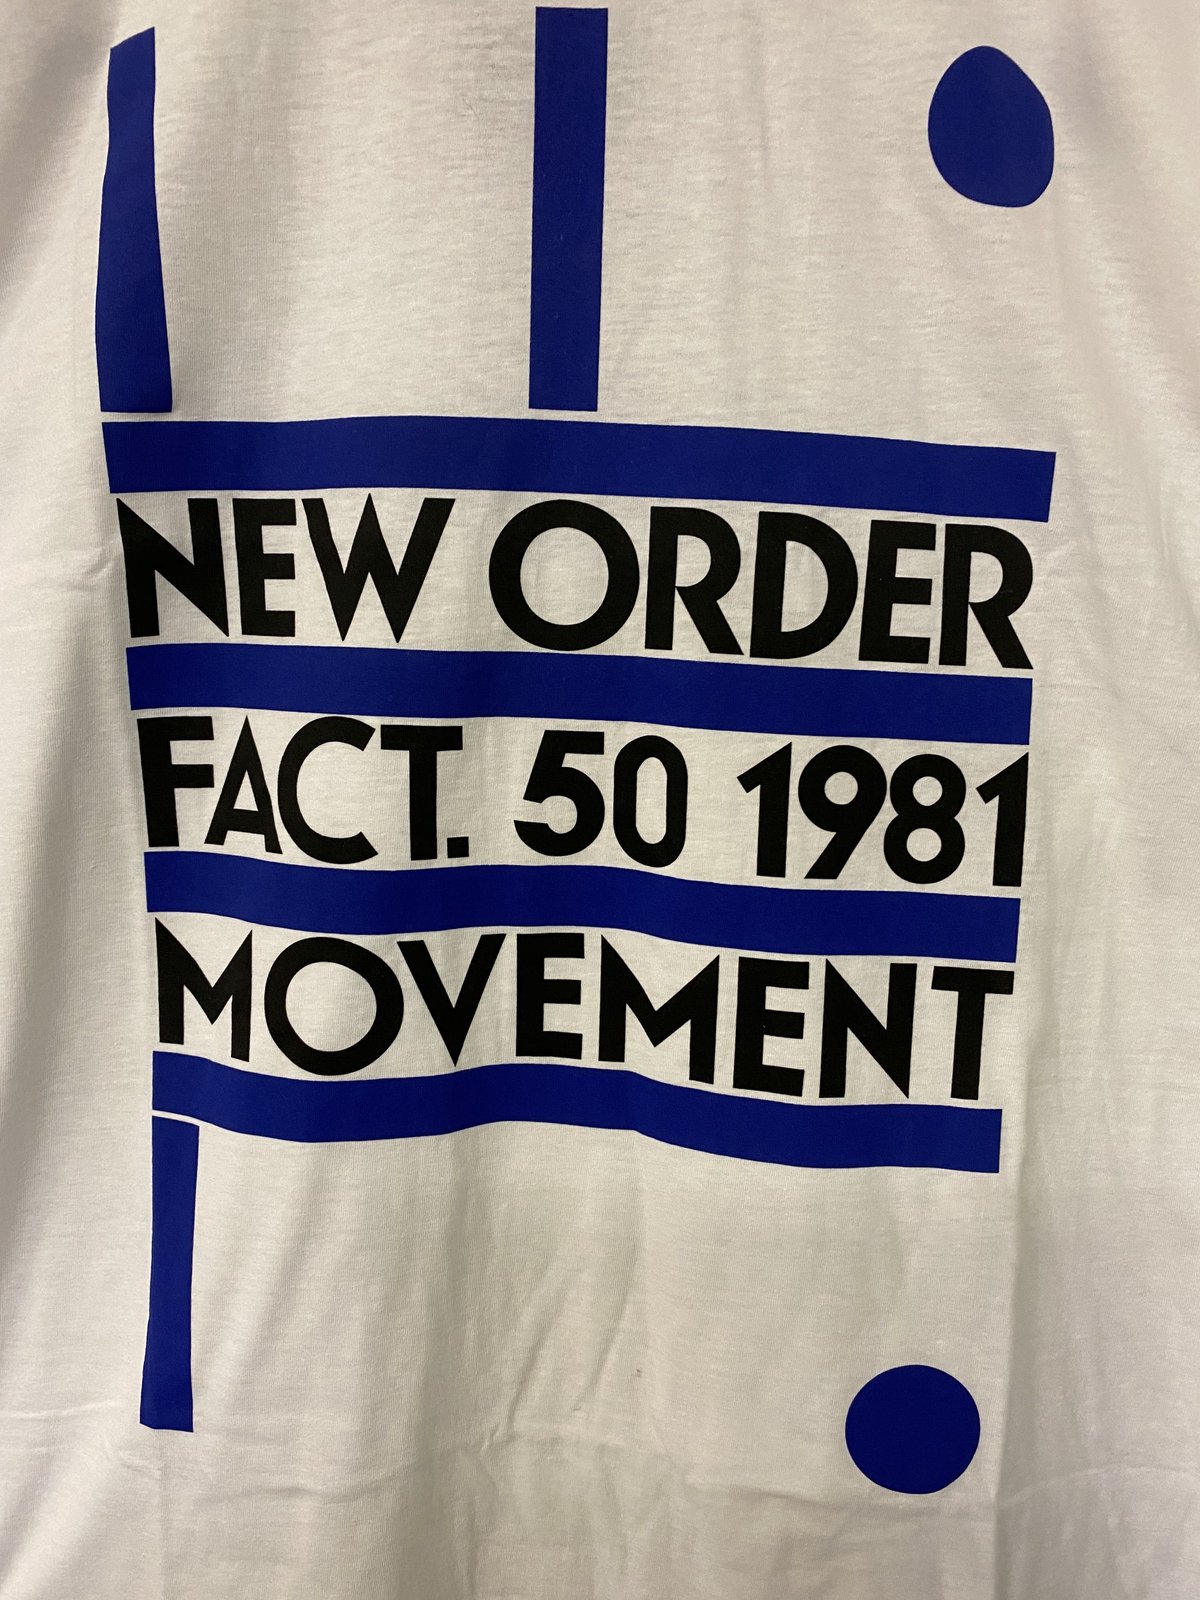 NEW ORDER
FACT. 50 1981
MOVEMENT